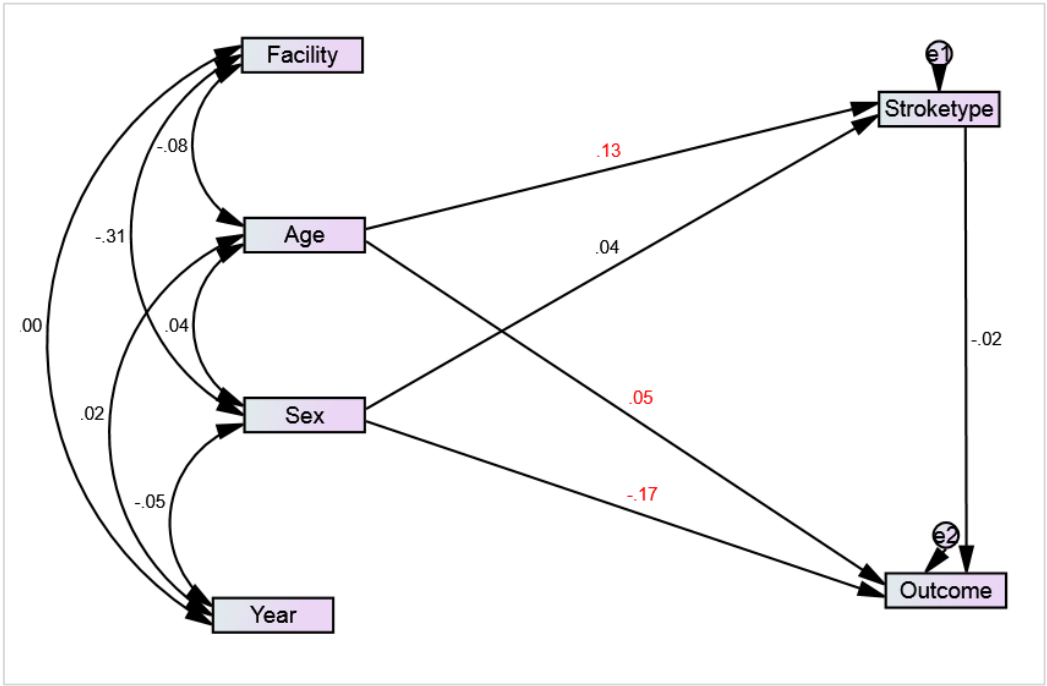 Facility
e1
Stroketype
-.08
.13
-.31
Age
.04
.00
.04
-.02
.02
Sex
.05
-.05
-.17
e2
Year
Outcome